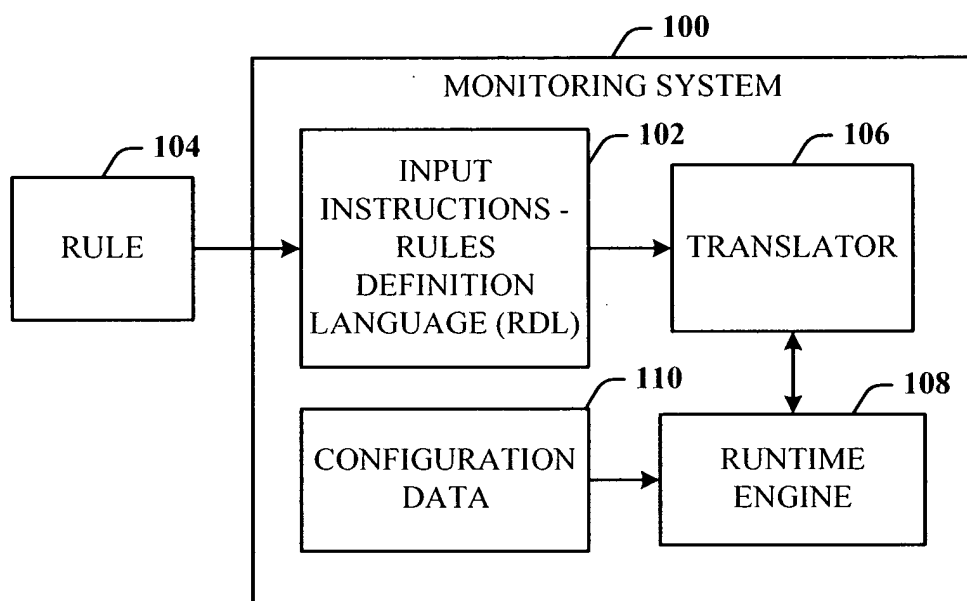 100
MONITORING SYSTEM
104
RULE
102
INPUT
INSTRUCTIONS -
RULES
DEFINITION
LANGUAGE (RDL)
106
TRANSLATOR
110
CONFIGURATION
DATA
108
RUNTIME
ENGINE